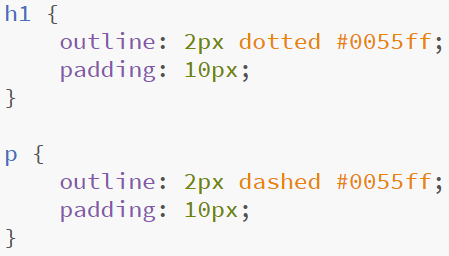 h1 {
    outline: 2px dotted #0055ff;
    padding: 10px;
}

p {
    outline: 2px dashed #0055ff;
    padding: 10px;
}